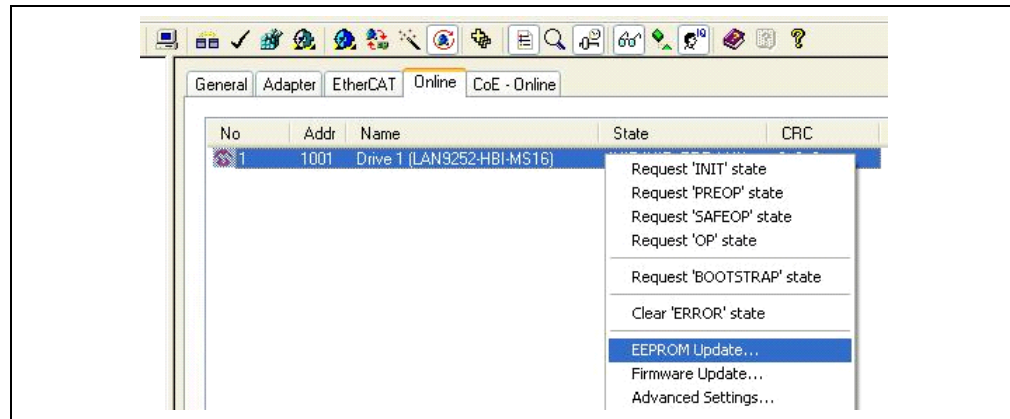 General Adapter EtherCAT Online CoE - Online
No Addr Name State CRC
1 1001 Drive 1 (LAN9252-HBI-MS16)
Request 'INIT' state
Request 'PREOP' state
Request 'SAFEOP' state
Request 'OP' state
Request 'BOOTSTRAP' state
Clear 'ERROR' state
EEPROM Update...
Firmware Update...
Advanced Settings...